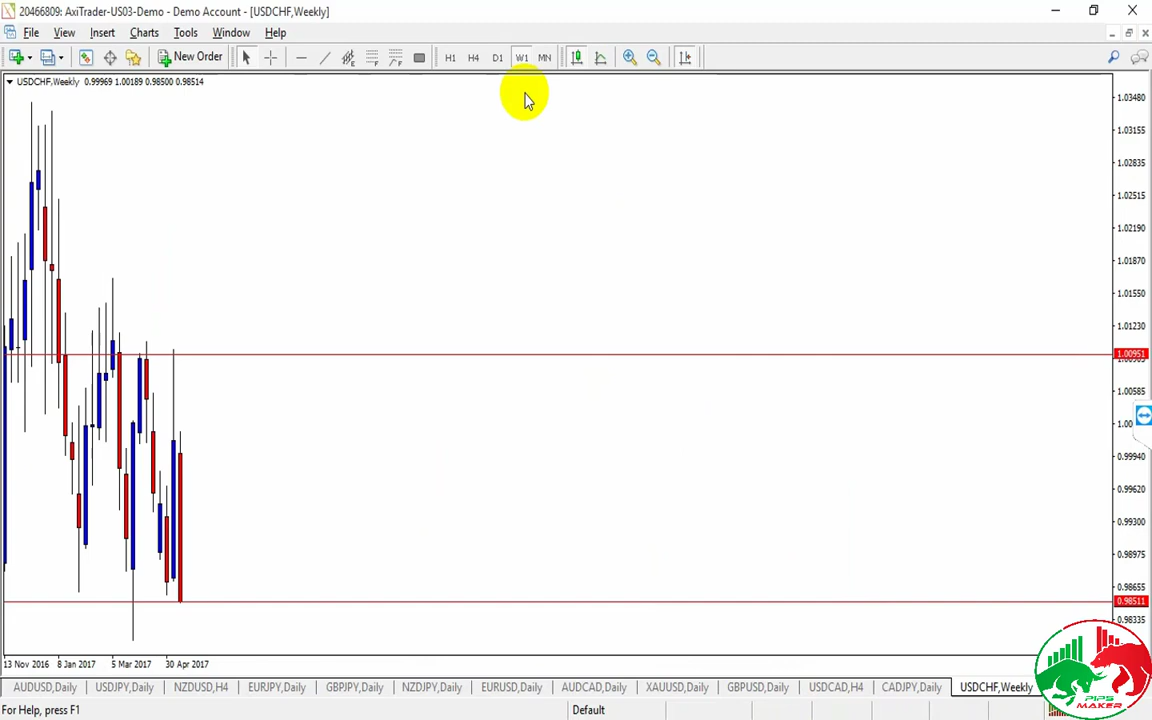 20466809: AxiTrader-US03-Demo - Demo Account - [USDCHF,Weekly]
File View Insert Charts Tools Window Help
New Order H1 H4 D1 W1 MN
USDCHF,Weekly 0.99969 1.00189 0.98500 0.98514
1.03480
1.03155
1.02835
1.02515
1.02190
1.01870
1.01550
1.01230
1.00951
1.00585
1.00
0.99940
0.99620
0.99300
0.98975
0.98655
0.98511
0.98335
13 Nov 2016 8 Jan 2017 5 Mar 2017 30 Apr 2017
AUDUSD,Daily USDJPY,Daily NZDUSD,H4 EURJPY,Daily GBPJPY,Daily NZDJPY,Daily EURUSD,Daily AUDCAD,Daily XAUUSD,Daily GBPUSD,Daily USDCAD,H4 CADJPY,Daily USDCHF,Weekly
PIPS
MAKER
For Help, press F1 Default